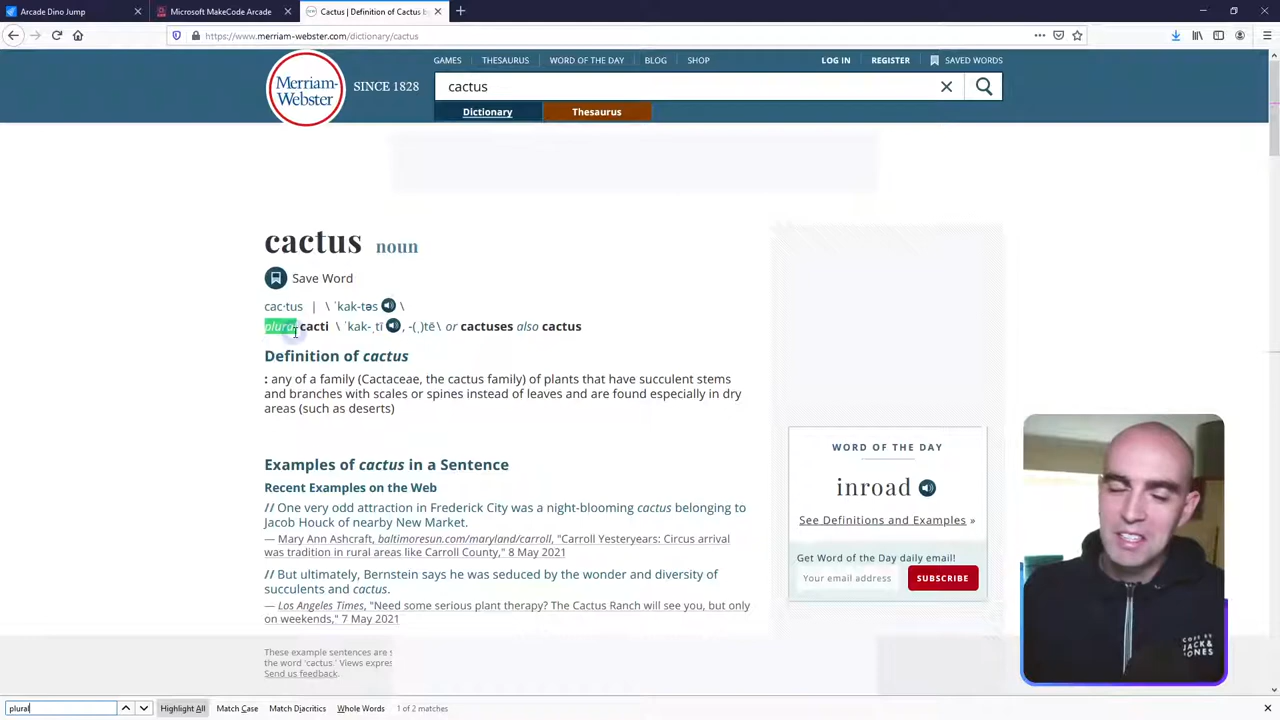 Arcade Dino Jump
Microsoft MakeCode Arcade
Cactus | Definition of Cactus b
https://www.merriam-webster.com/dictionary/cactus
GAMES THESAURUS WORD OF THE DAY BLOG SHOP LOG IN REGISTER SAVED WORDS
Merriam-Webster
SINCE 1828
cactus
Dictionary Thesaurus
cactus noun
Save Word
cac·tus | \ ˈkak-təs \
plural cacti \ ˈkak-ˌtī , -(ˌ)tē\ or cactuses also cactus
Definition of cactus
: any of a family (Cactaceae, the cactus family) of plants that have succulent stems
and branches with scales or spines instead of leaves and are found especially in dry
areas (such as deserts)
Examples of cactus in a Sentence
Recent Examples on the Web
// One very odd attraction in Frederick City was a night-blooming cactus belonging to
Jacob Houck of nearby New Market.
— Mary Ann Ashcraft, baltimoresun.com/maryland/carroll, "Carroll Yesteryears: Circus arrival
was tradition in rural areas like Carroll County," 8 May 2021
// But ultimately, Bernstein says he was seduced by the wonder and diversity of
succulents and cactus.
— Los Angeles Times, "Need some serious plant therapy? The Cactus Ranch will see you, but only
on weekends," 7 May 2021
These example sentences are s
the word 'cactus.' Views expres
Send us feedback.
WORD OF THE DAY
inroad
See Definitions and Examples »
Get Word of the Day daily email!
Your email address
SUBSCRIBE
JACK
& JONES
plural
Highlight All Match Case Match Diacritics Whole Words 1 of 2 matches